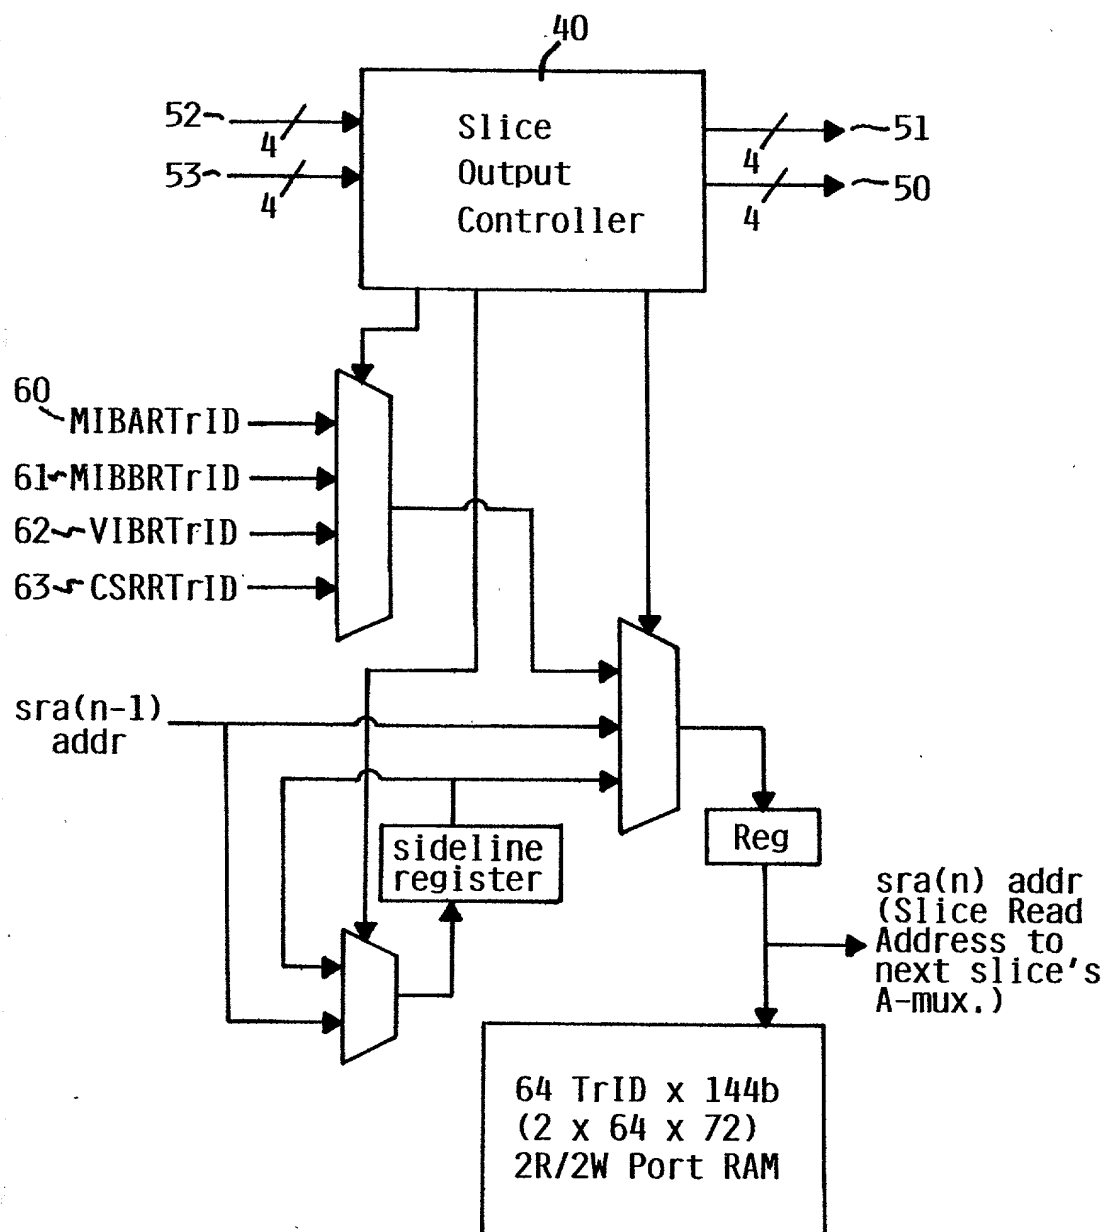 40
Slice
Output
Controller
52
4
53
4
51
4
50
4
60
MIBARTrID
61 MIBBRTrID
62 VIBRTrID
63 CSRRTrID
sra(n-1)
addr
sideline
register
Reg
sra(n) addr
(Slice Read
Address to
next slice's
A-mux.)
64 TrID x 144b
(2 x 64 x 72)
2R/2W Port RAM